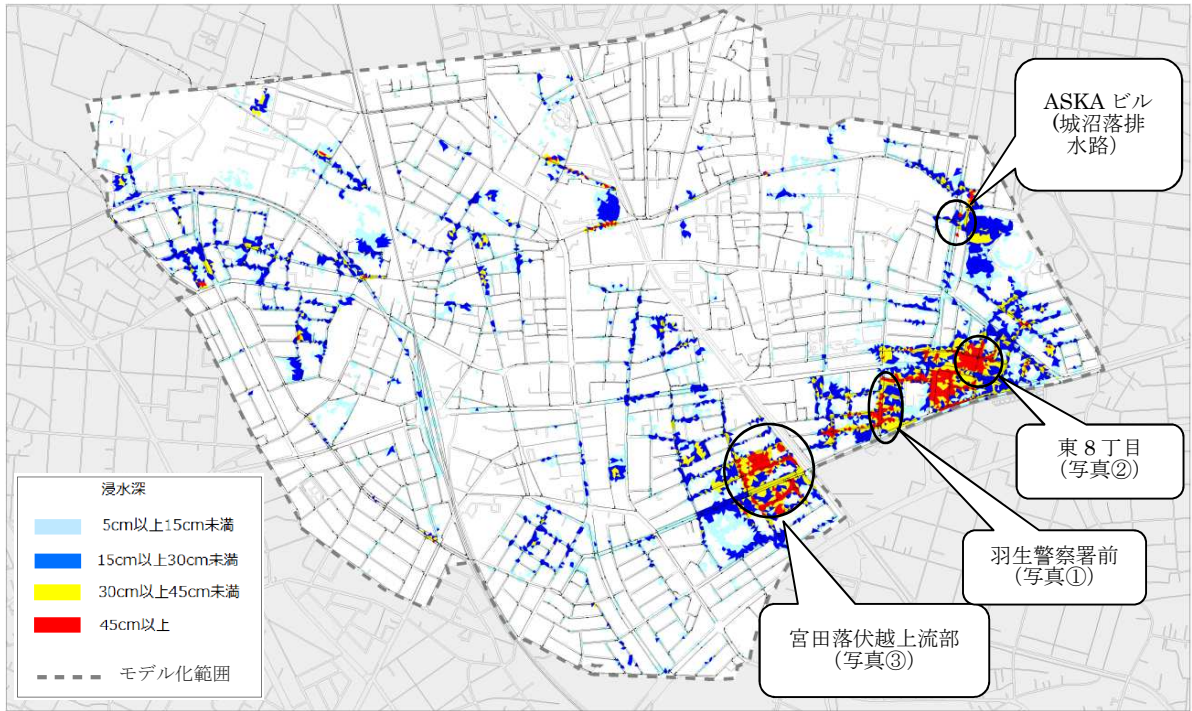 ASKA ビル
(城沼落排
水路)
東８丁目
(写真②)
羽生警察署前
(写真①)
宮田落伏越上流部
(写真③)
浸水深
5cm以上15cm未満
15cm以上30cm未満
30cm以上45cm未満
45cm以上
モデル化範囲